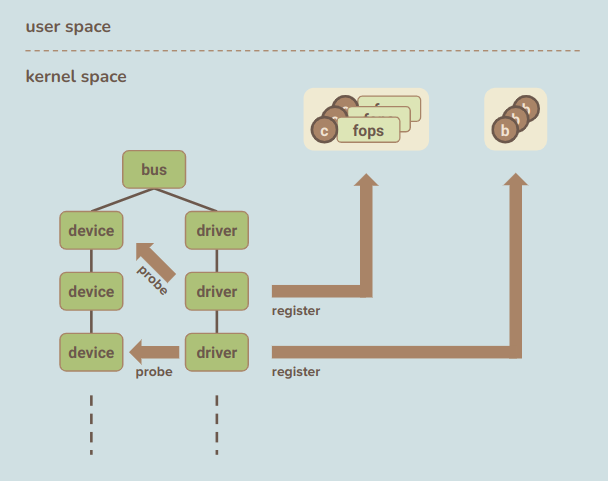 user space
kernel space
c
fops
b
b
bus
device
driver
probe
device
driver
register
device
driver
probe
register